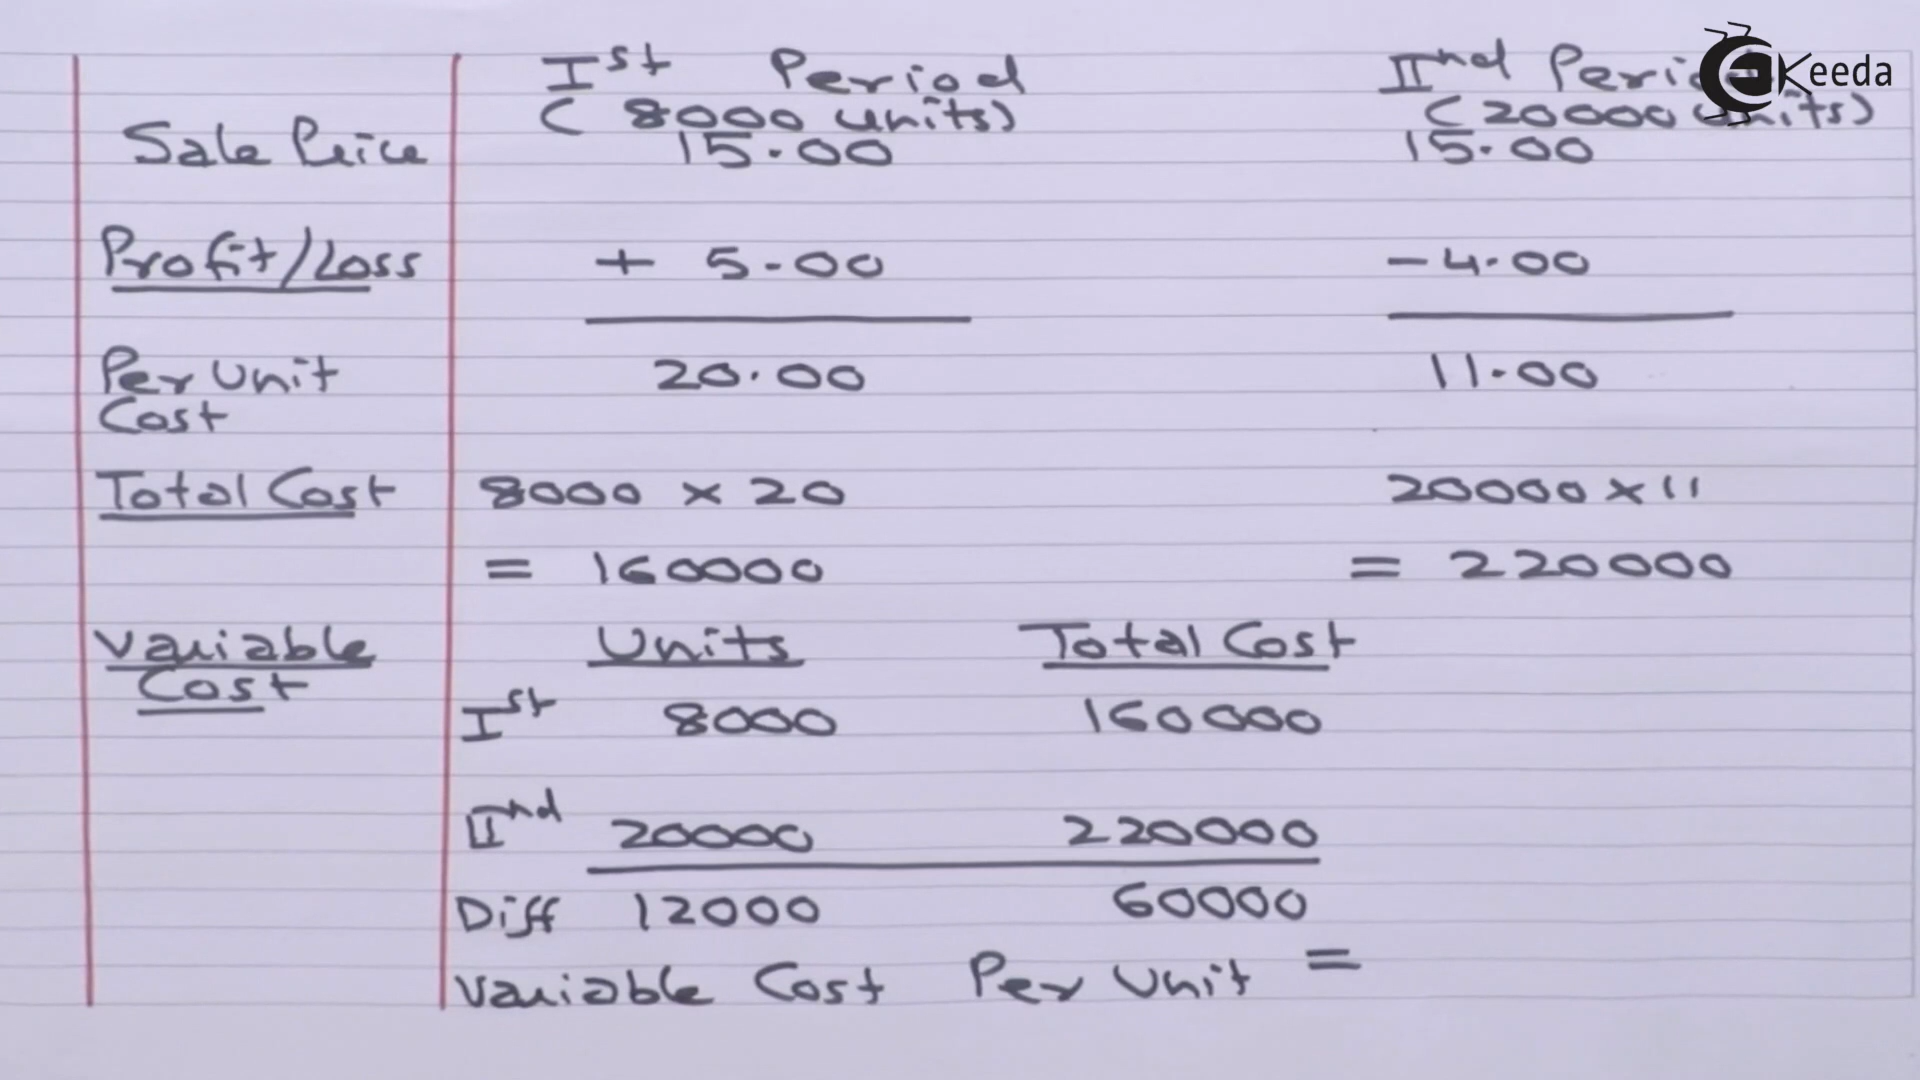 Ist Period IInd Peri
Keeda
( 8000 units) (20000 units)
Sale Price 15.00 15.00
Profit/Loss + 5.00 - 4.00
Per Unit 20.00 11.00
Cost
Total Cost 8000 x 20 20000 x 11
= 160000 = 220000
Variable Units Total Cost
Cost
Ist 8000 160000
IInd 20000 220000
Diff 12000 60000
Variable Cost Per Unit =